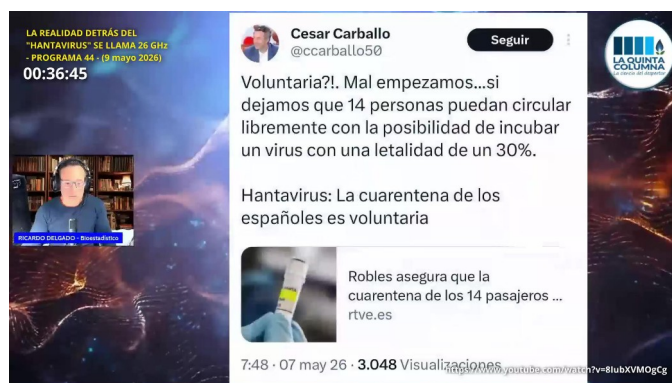 LA REALIDAD DETRÁS DEL
"HANTAVIRUS" SE LLAMA 26 GHz
- PROGRAMA 44 - (9 mayo 2026)
00:36:45
RICARDO DELGADO - Bioestadístico
Cesar Carballo
@ccarballo50
Seguir
Voluntaria?!. Mal empezamos...si
dejamos que 14 personas puedan circular
libremente con la posibilidad de incubar
un virus con una letalidad de un 30%.
Hantavirus: La cuarentena de los
españoles es voluntaria
Robles asegura que la
cuarentena de los 14 pasajeros ...
rtve.es
7:48 · 07 may 26 · 3.048 Visualizaciones
https://www.youtube.com/watch?v=8IubXVMOgCg
LA QUINTA
COLUMNA
La ciencia del despertar